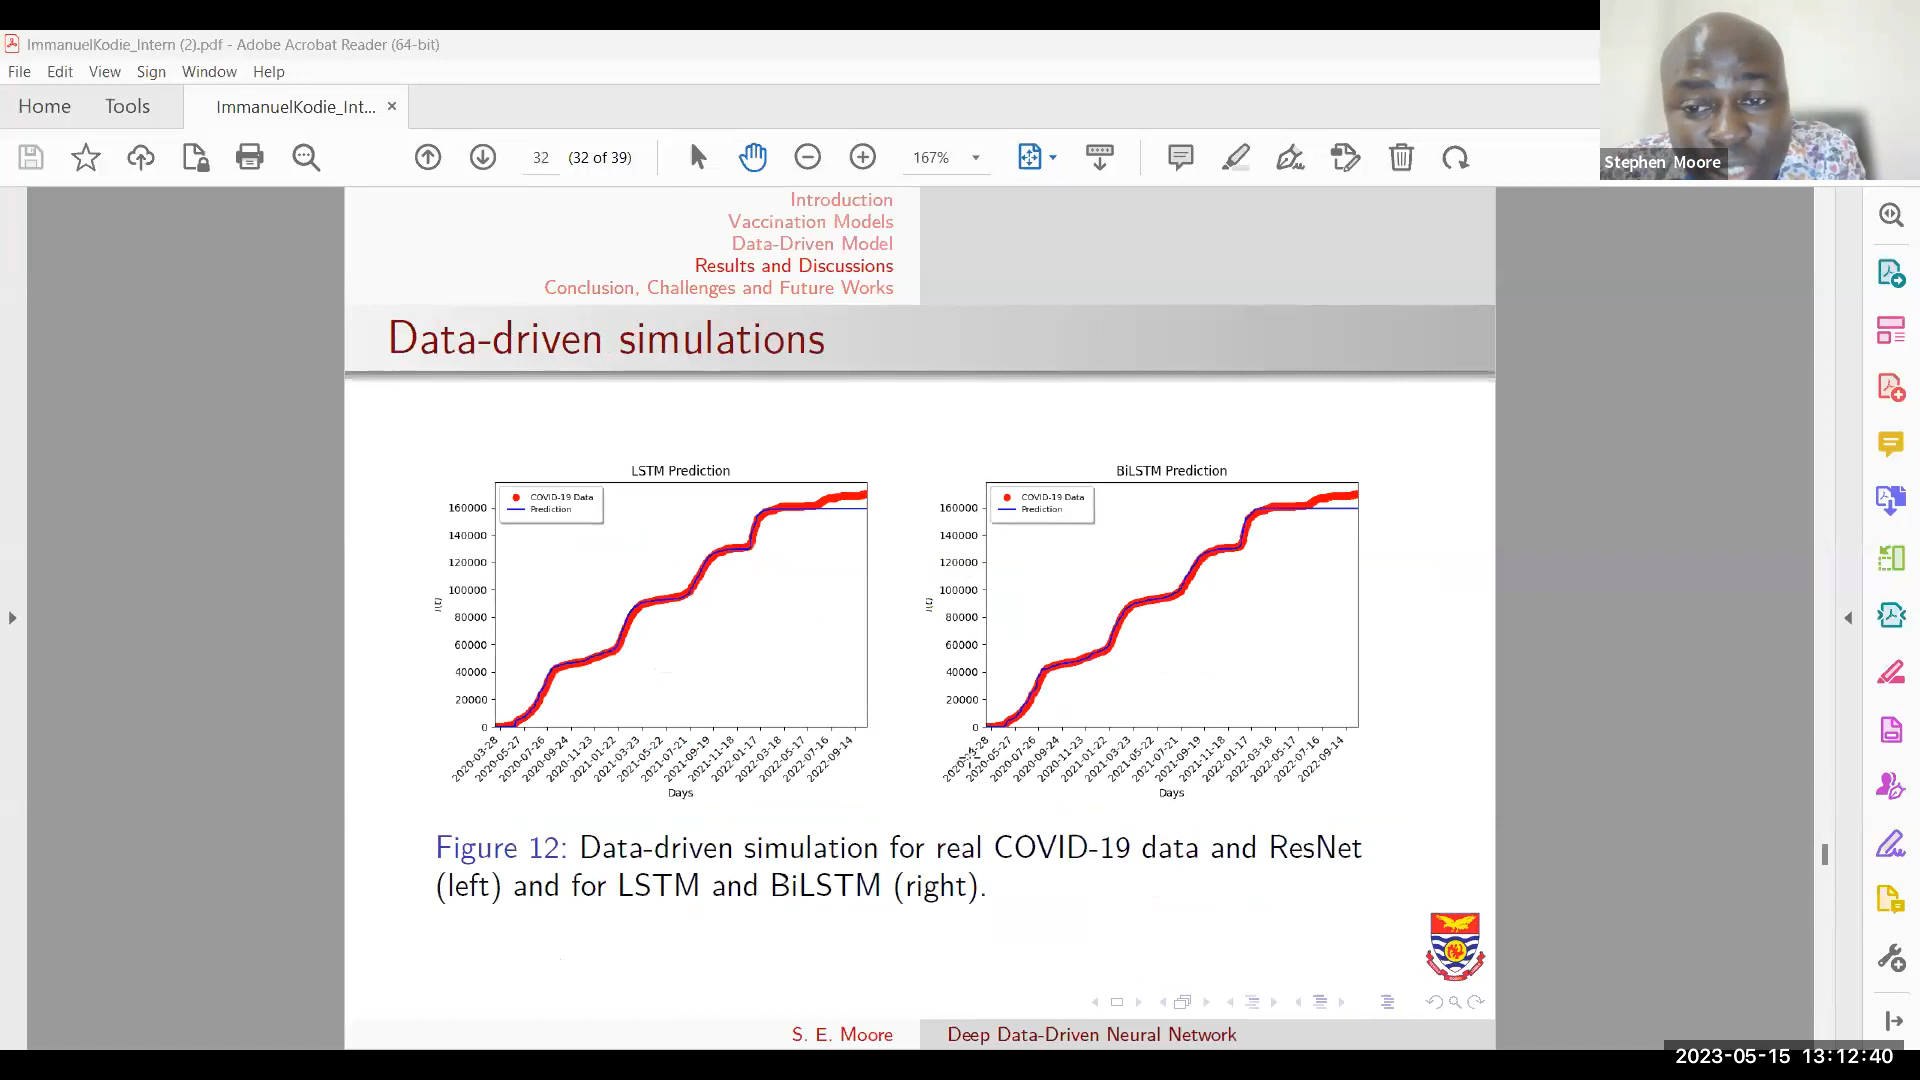 ImmanuelKodie_Intern (2).pdf - Adobe Acrobat Reader (64-bit)
File Edit View Sign Window Help
Home Tools ImmanuelKodie_Int... ×
32 (32 of 39) 167%
Stephen Moore
Introduction
Vaccination Models
Data-Driven Model
Results and Discussions
Conclusion, Challenges and Future Works
Data-driven simulations
LSTM Prediction
COVID-19 Data
Prediction
160000
140000
120000
100000
80000
60000
40000
20000
0
2020-03-28 2020-05-27 2020-07-26 2020-09-24 2020-11-23 2021-01-22 2021-03-23 2021-05-22 2021-07-21 2021-09-19 2021-11-18 2022-01-17 2022-03-18 2022-05-17 2022-07-16 2022-09-14
Days
BiLSTM Prediction
COVID-19 Data
Prediction
160000
140000
120000
100000
80000
60000
40000
20000
0
2020-05-27 2020-07-26 2020-09-24 2020-11-23 2021-01-22 2021-03-23 2021-05-22 2021-07-21 2021-09-19 2021-11-18 2022-01-17 2022-03-18 2022-05-17 2022-07-16 2022-09-14
Days
Figure 12: Data-driven simulation for real COVID-19 data and ResNet
(left) and for LSTM and BiLSTM (right).
S. E. Moore Deep Data-Driven Neural Network
2023-05-15 13:12:40